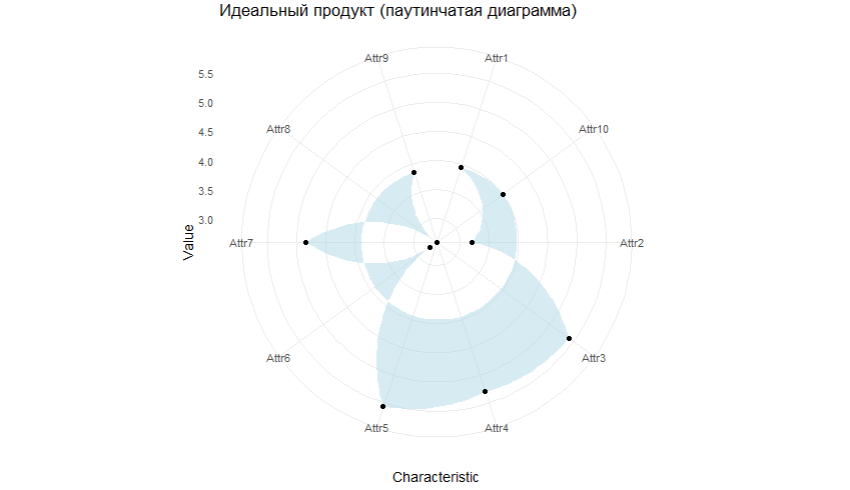 Идеальный продукт (паутинчатая диаграмма)
Attr9
Attr1
5.5
5.0
4.5
4.0
3.5
3.0
Attr8
Attr10
Value
Attr7
Attr2
Attr6
Attr3
Attr5
Attr4
Characteristic